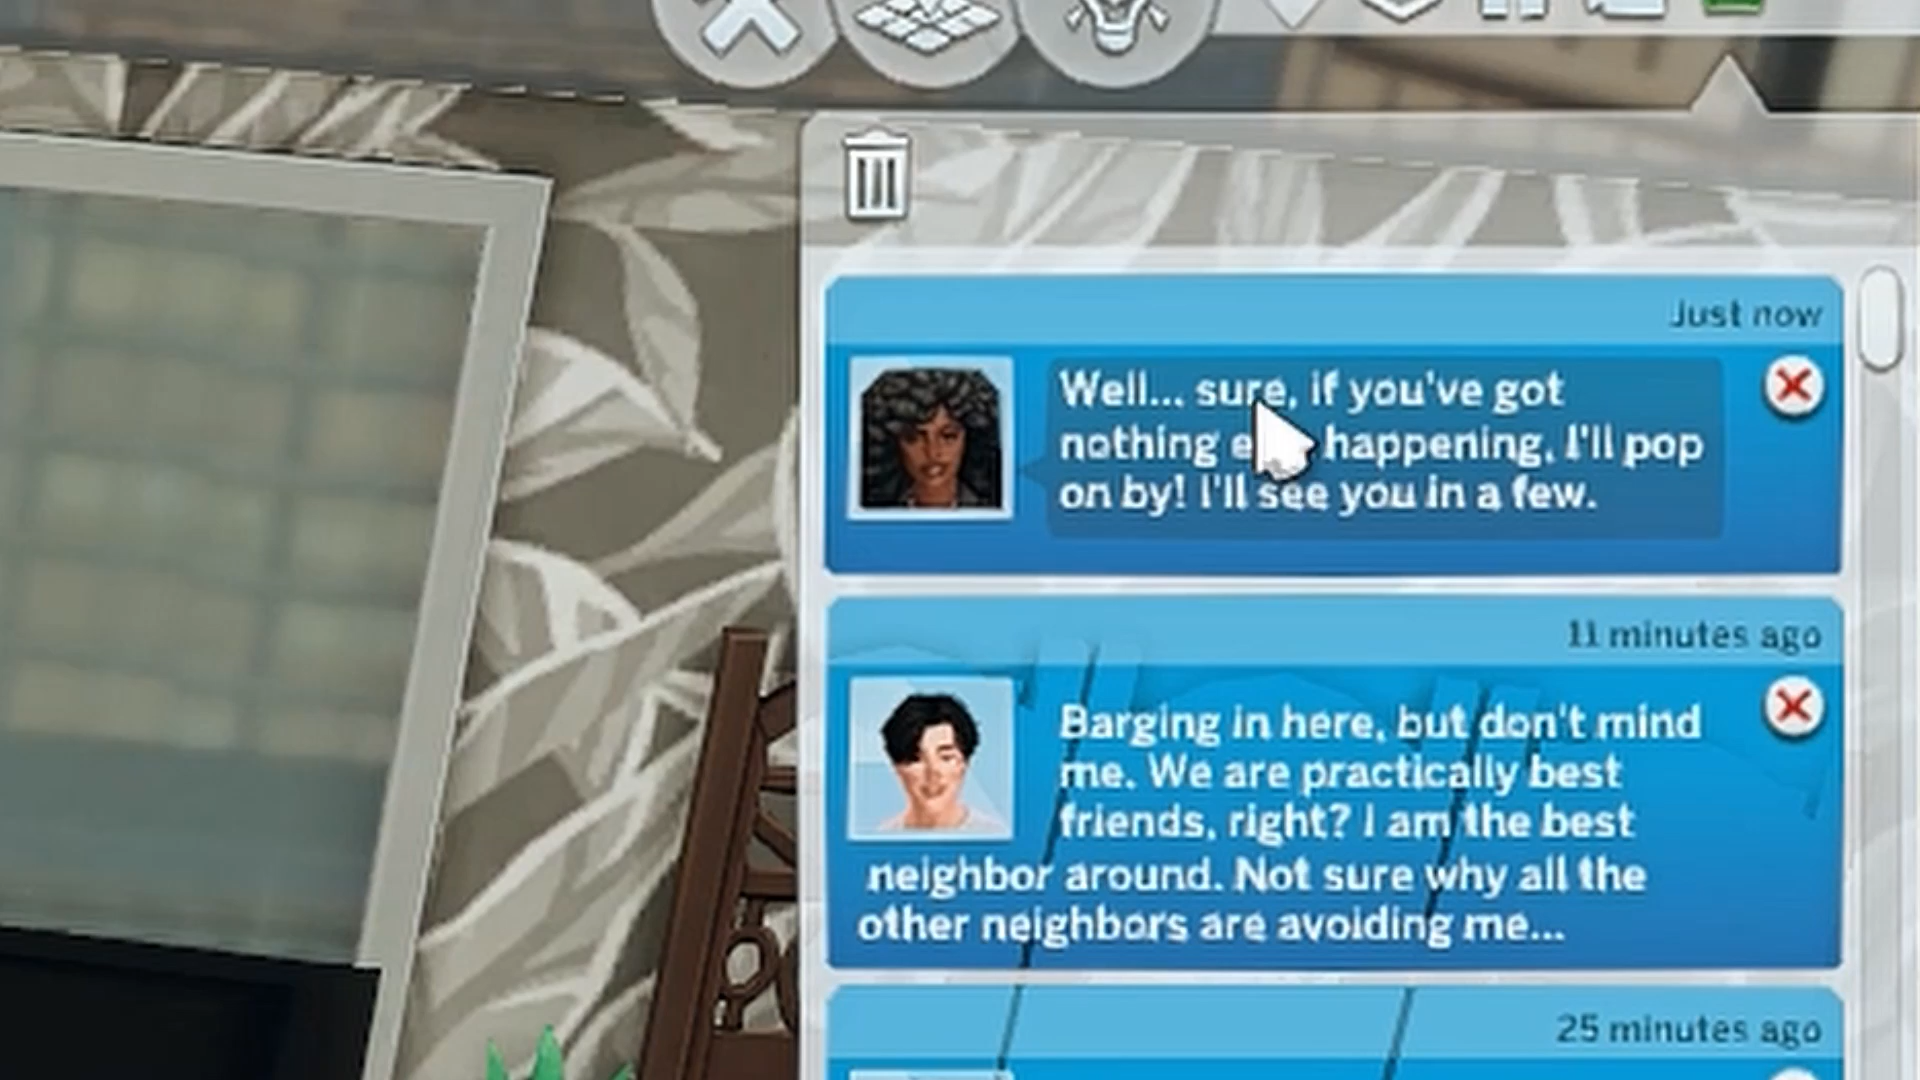 Just now
Well... sure, if you've got
nothing happening, I'll pop
on by! I'll see you in a few.
11 minutes ago
Barging in here, but don't mind
me. We are practically best
friends, right? I am the best
neighbor around. Not sure why all the
other neighbors are avoiding me...
25 minutes ago